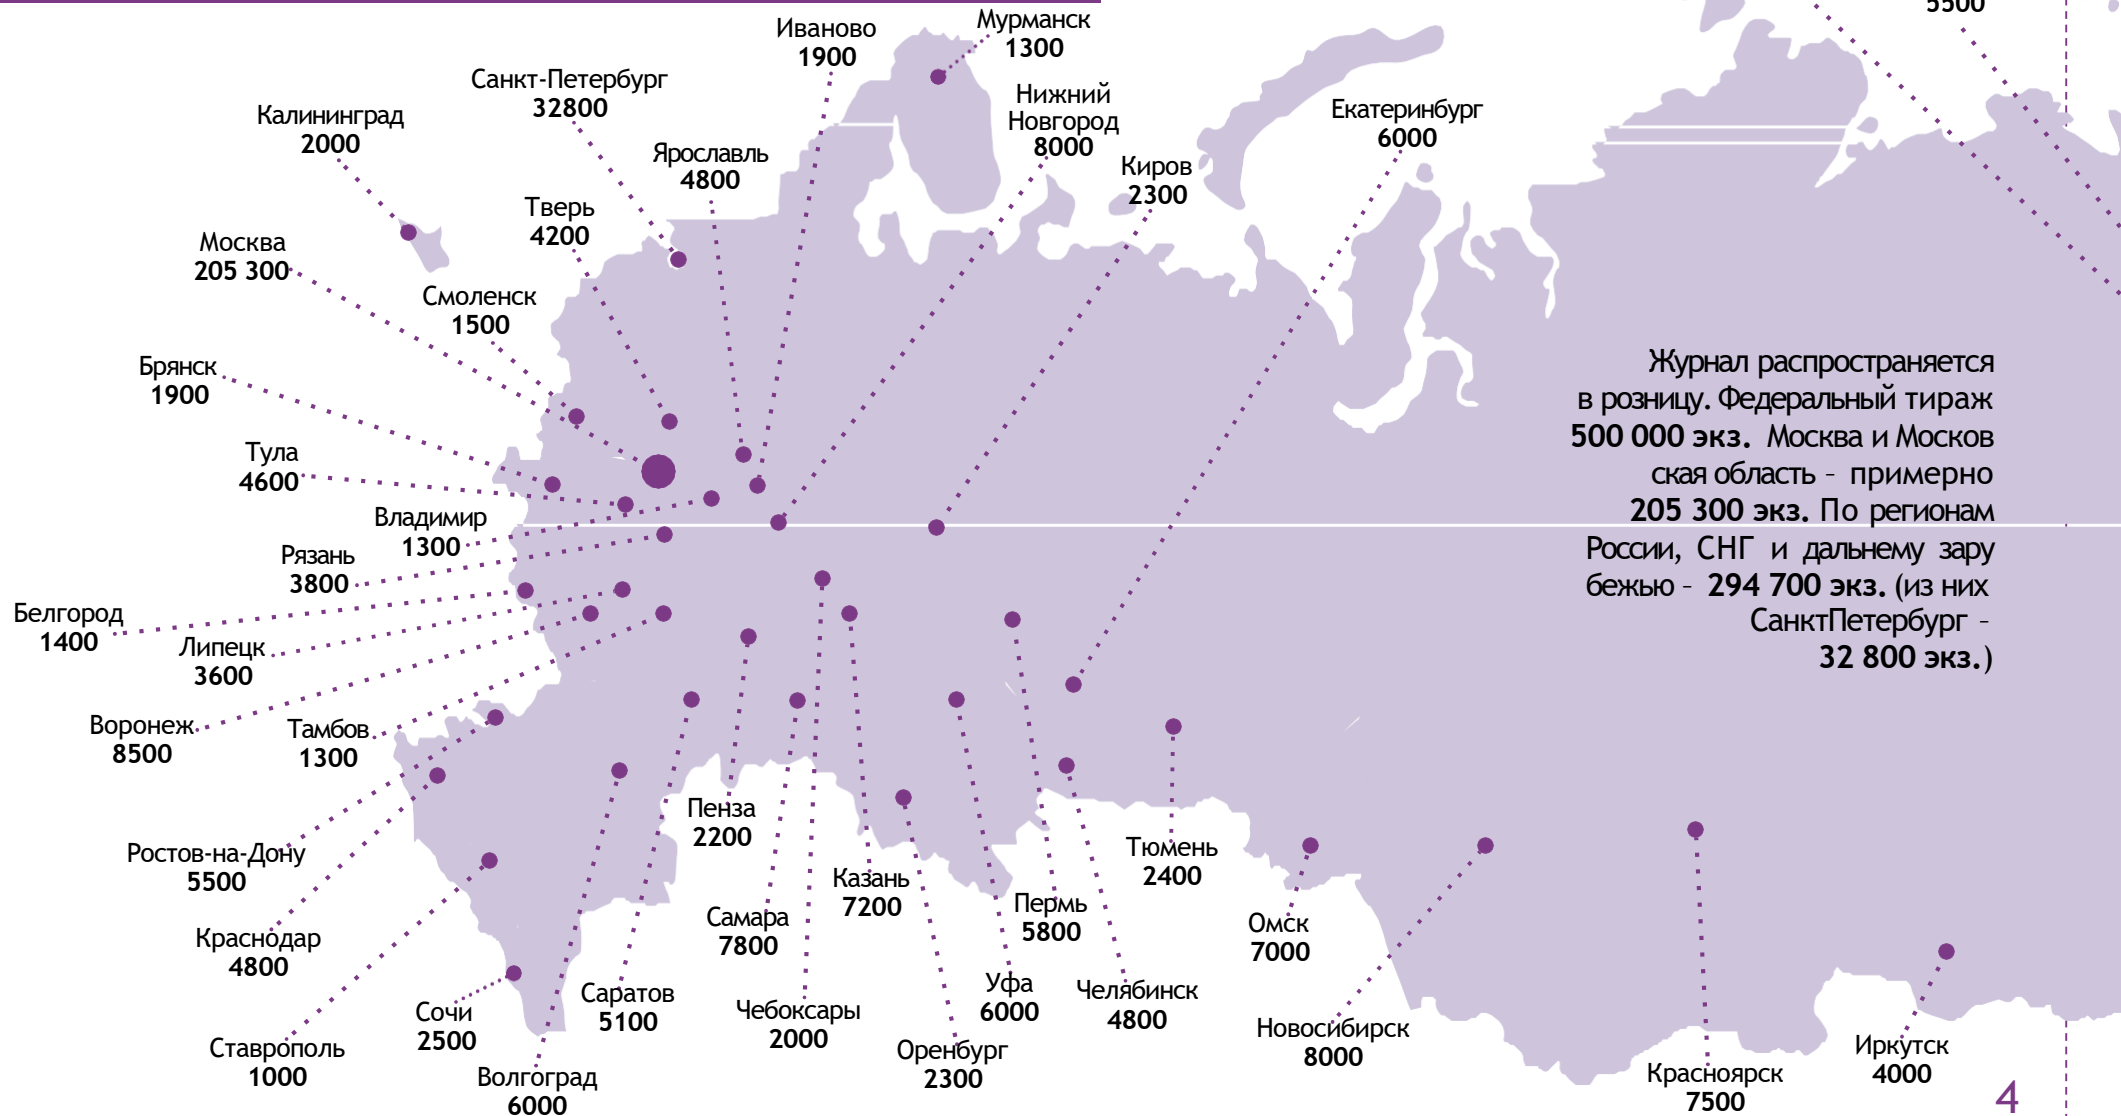 5500
Мурманск
1300
Иваново
1900
Санкт-Петербург
32800
Нижний
Новгород
8000
Калининград
2000
Екатеринбург
6000
Ярославль
4800
Киров
2300
Тверь
4200
Москва
205 300
Смоленск
1500
Брянск
1900
Тула
4600
Владимир
1300
Рязань
3800
Белгород
1400
Липецк
3600
Воронеж
8500
Тамбов
1300
Журнал распространяется
в розницу. Федеральный тираж
500 000 экз. Москва и Москов
ская область - примерно
205 300 экз. По регионам
России, СНГ и дальнему зару
бежью - 294 700 экз. (из них
СанктПетербург -
32 800 экз.)
Пенза
2200
Ростов-на-Дону
5500
Тюмень
2400
Казань
7200
Самара
7800
Пермь
5800
Омск
7000
Краснодар
4800
Сочи
2500
Саратов
5100
Чебоксары
2000
Уфа
6000
Челябинск
4800
Новосибирск
8000
Ставрополь
1000
Волгоград
6000
Оренбург
2300
Красноярск
7500
Иркутск
4000
4